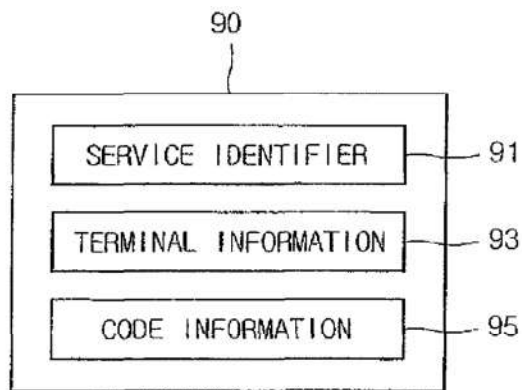 90
SERVICE IDENTIFIER 91
TERMINAL INFORMATION 93
CODE INFORMATION 95